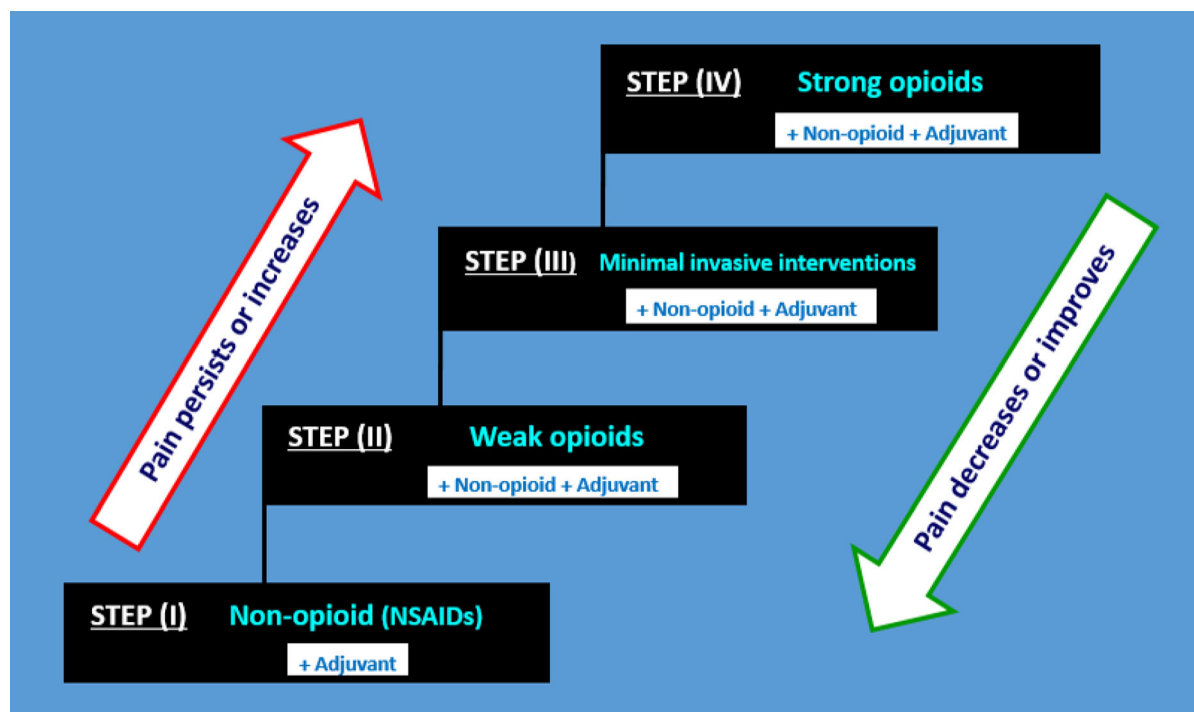 STEP (IV) Strong opioids
+ Non-opioid + Adjuvant
Pain persists or increases
STEP (III) Minimal invasive interventions
+ Non-opioid + Adjuvant
Pain decreases or improves
STEP (II) Weak opioids
+ Non-opioid + Adjuvant
STEP (I) Non-opioid (NSAIDs)
+ Adjuvant